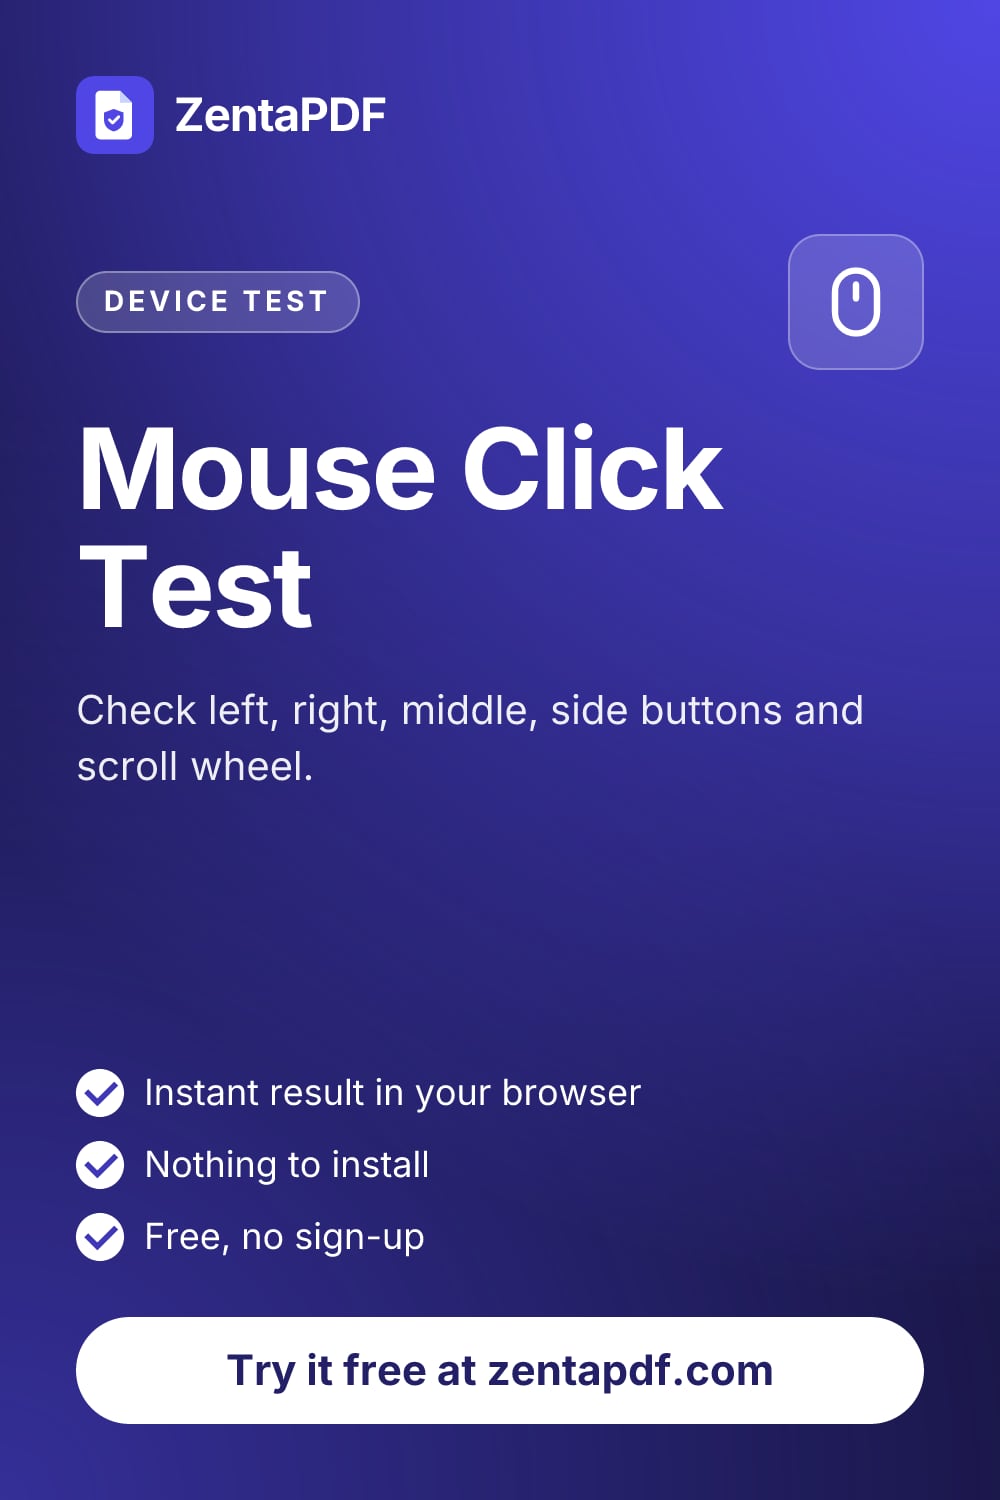 ZentaPDF
DEVICE TEST
Mouse Click
Test
Check left, right, middle, side buttons and
scroll wheel.
Instant result in your browser
Nothing to install
Free, no sign-up
Try it free at zentapdf.com